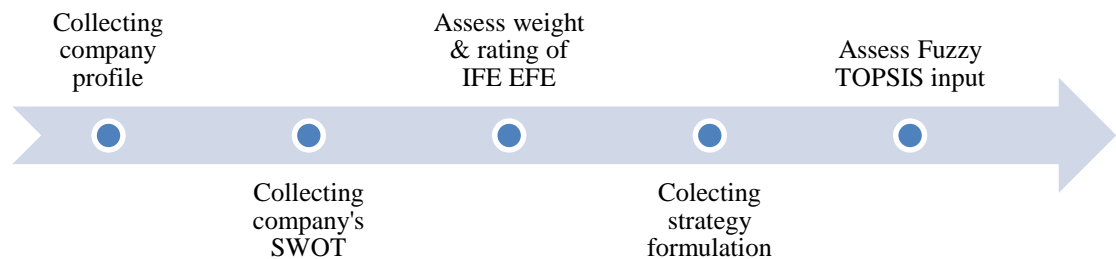 Collecting
company
profile
Collecting
company's
SWOT
Assess weight
& rating of
IFE EFE
Colecting
strategy
formulation
Assess Fuzzy
TOPSIS input